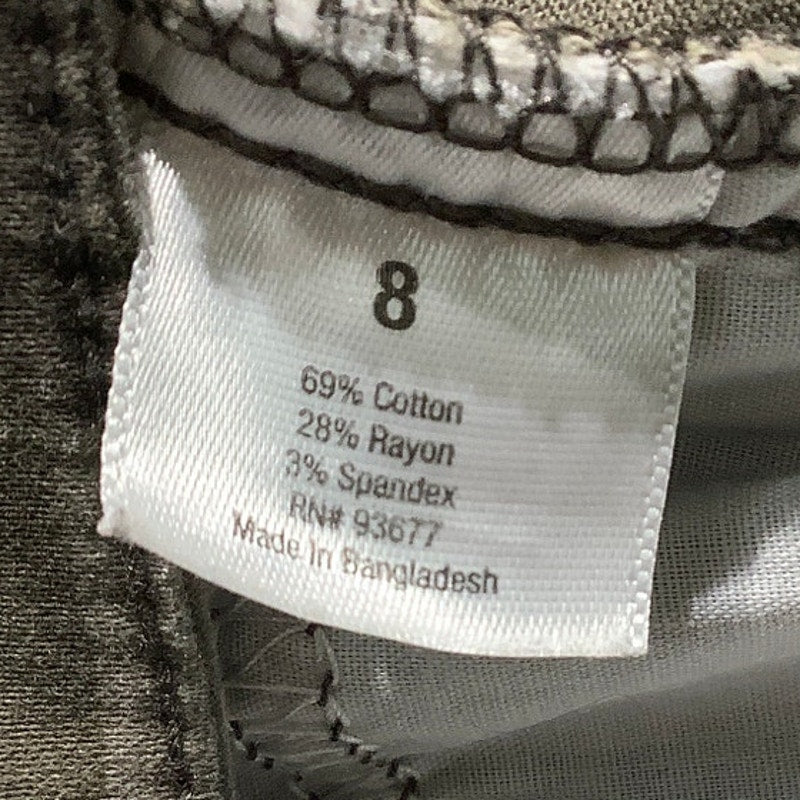 8
69% Cotton
28% Rayon
3% Spandex
RN# 93677
Made In Bangladesh